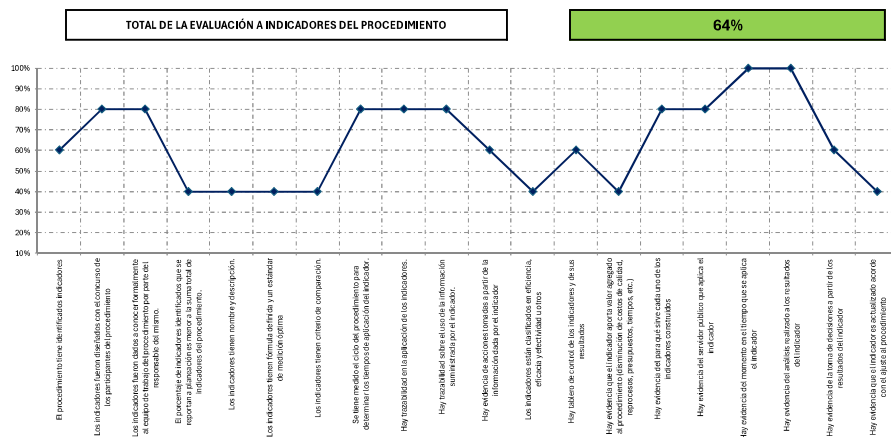 TOTAL DE LA EVALUACIÓN A INDICADORES DEL PROCEDIMIENTO
64%
100%
90%
80%
70%
60%
50%
40%
30%
20%
10%
El procedimiento tiene identificados indicadores
Los indicadores fueron diseñados con el concurso de
los participantes del procedimiento
Los indicadores fueron dados a conocer formalmente
al equipo de trabajo del procedimiento por parte del
responsable del mismo.
El porcentaje de indicadores identificados que se
reportan a planeación es menor a la suma total de
indicadores del procedimiento.
Los indicadores tienen nombre y descripción.
Los indicadores tienen fórmula definida y un estándar
de medición óptima
Los indicadores tienen criterio de comparación.
Se tiene medido el ciclo del procedimiento para
determinar los tiempos de aplicación del indicador.
Hay trazabilidad en la aplicación de los indicadores.
Hay trazabilidad sobre el uso de la información
suministrada por el indicador.
Hay evidencia de acciones tomadas a partir de la
información dada por el indicador
Los indicadores están clasificados en eficiencia,
eficacia y efectividad u otros
Hay tablero de control de los indicadores y de sus
resultados
Hay evidencia que el indicador aporta valor agregado
al procedimiento (disminución de costos de calidad,
reprocesos, presupuestos, tiempos, etc.)
Hay evidencia del para que sirve cada uno de los
indicadores construidos
Hay evidencia del servidor público que aplica el
indicador
Hay evidencia del momento en el tiempo que se aplica
el indicador
Hay evidencia del análisis realizado a los resultados
del indicador
Hay evidencia de la toma de decisiones a partir de los
resultados del indicador
Hay evidencia que el indicador es actualizado acorde
con el ajuste al procedimiento